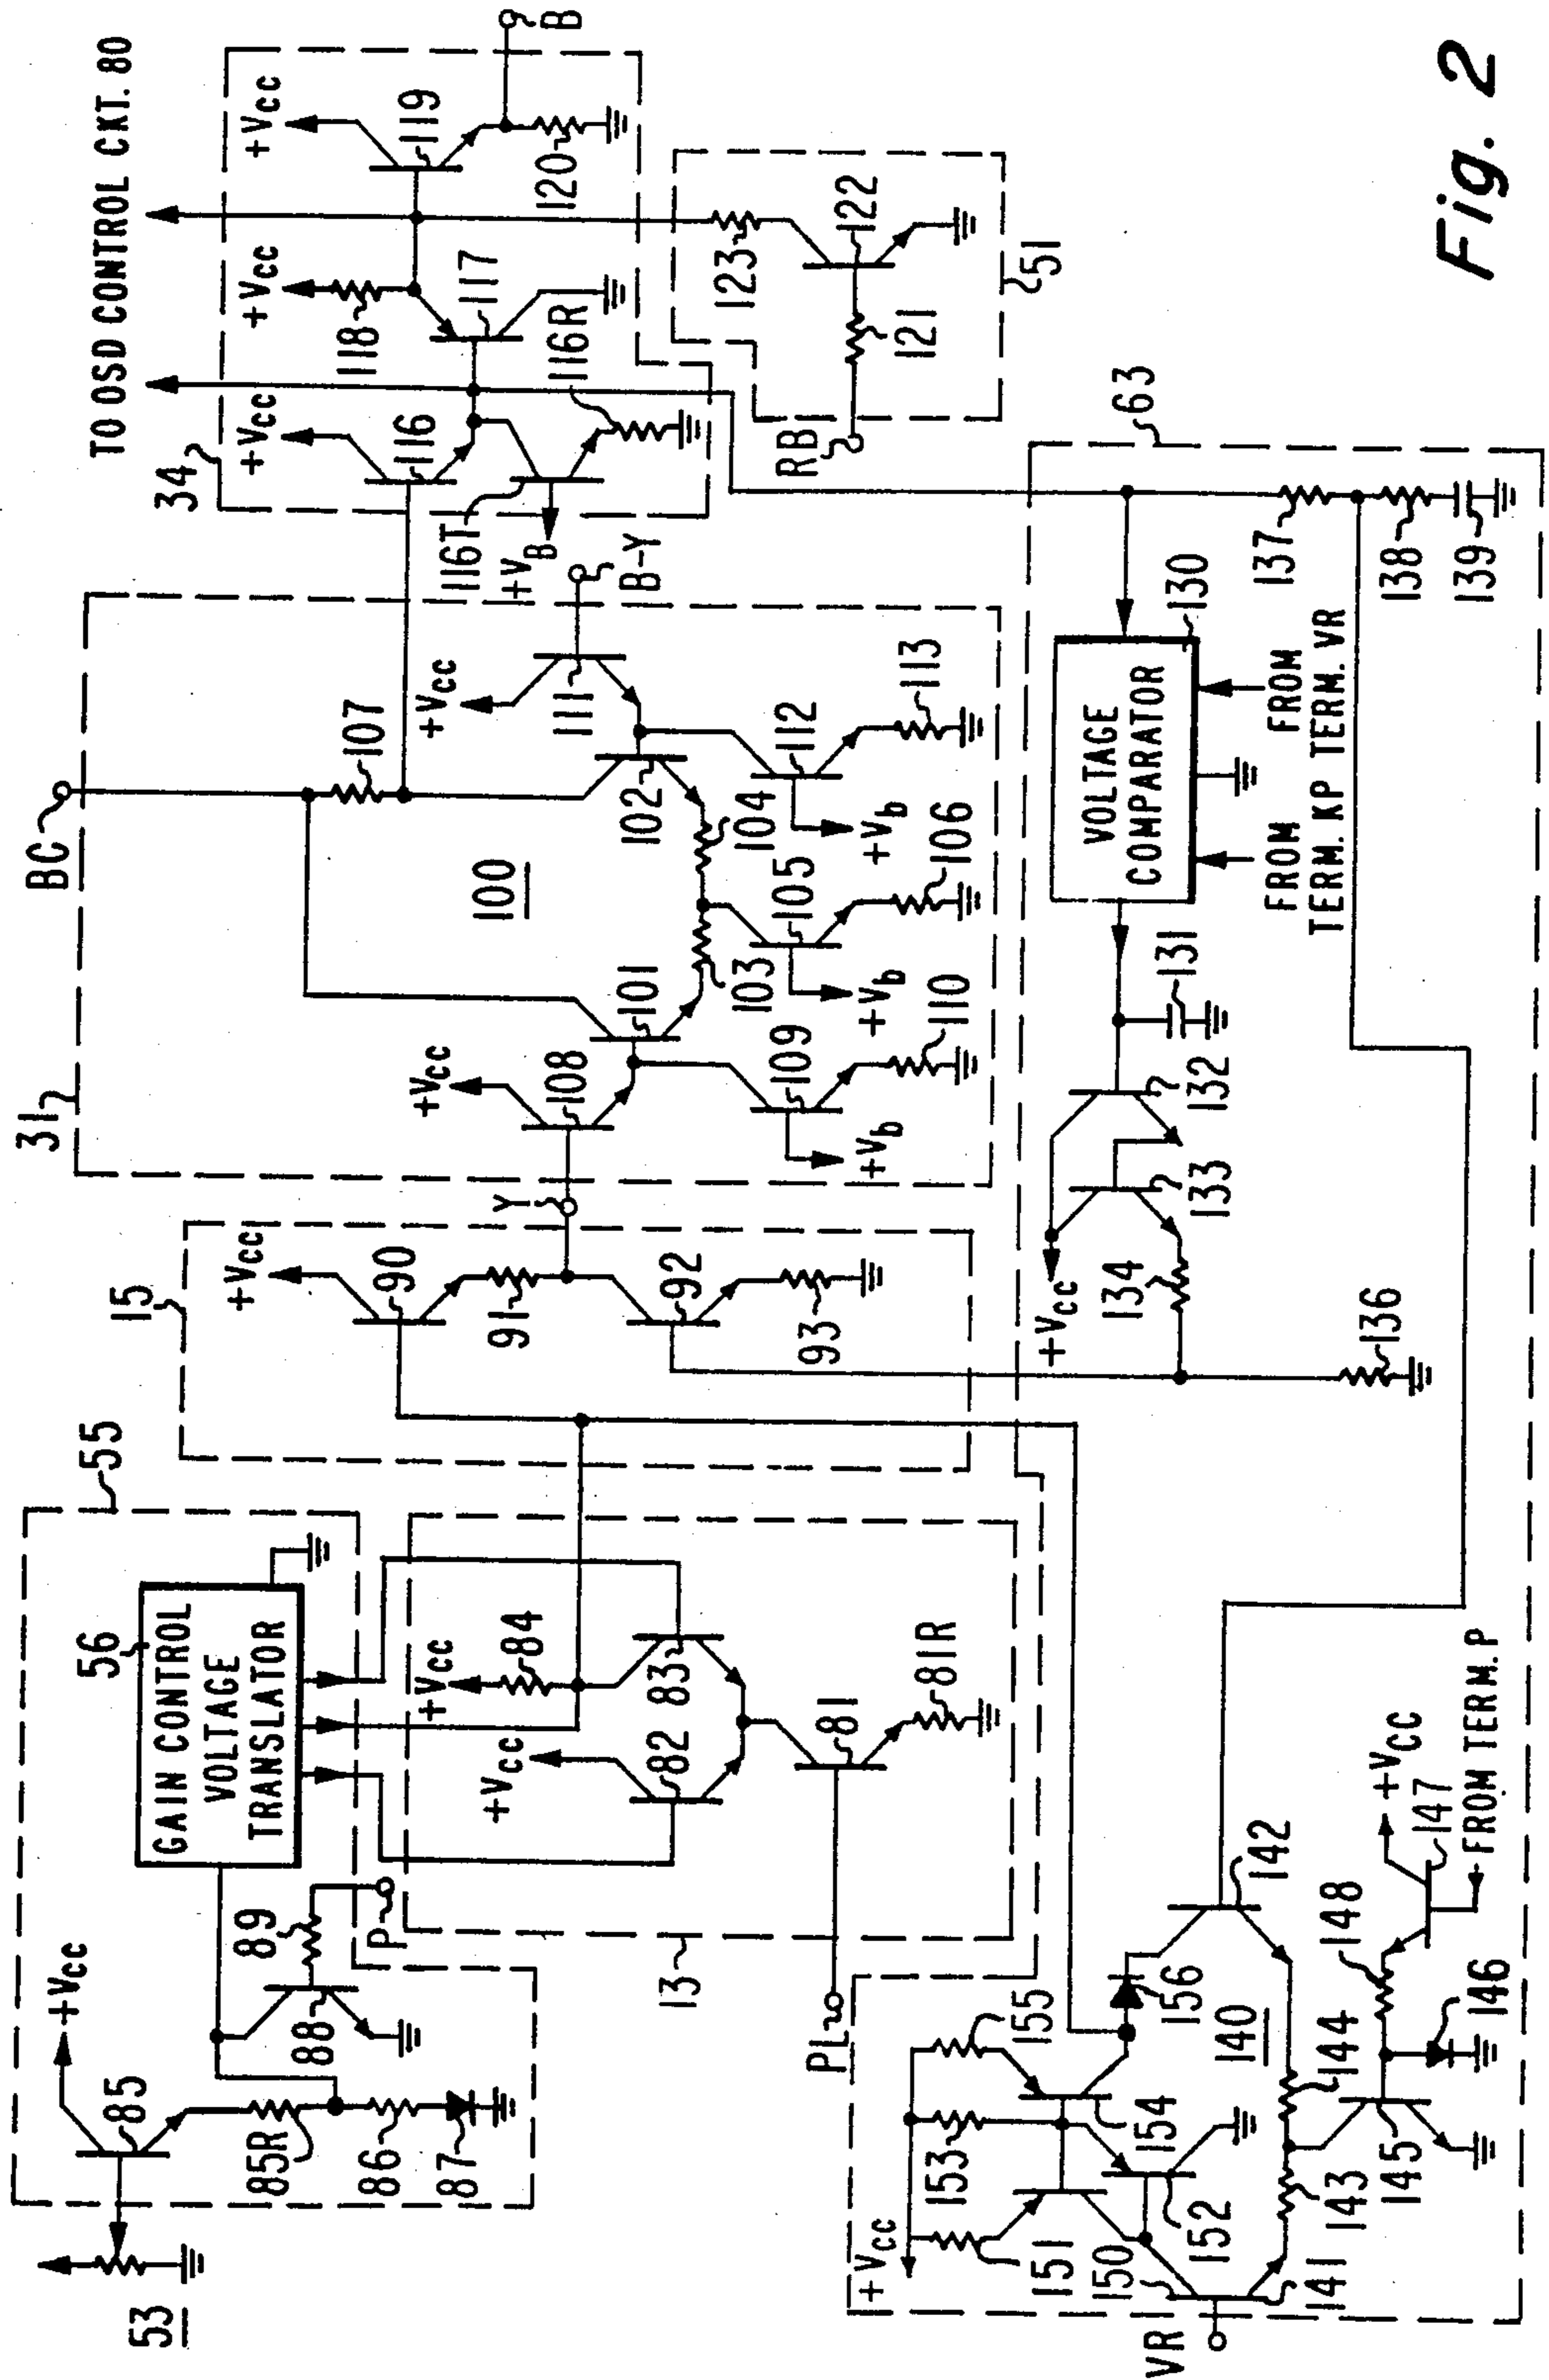 TO OSD CONTROL CKT. 80
34
+Vcc
116
+Vcc
118
117
+Vcc
119
B
120
116R
116T
+VB
123
122
121
RB
51
31
BC
107
100
+Vcc
111
B-Y
102
104
112
113
+Vb
105
106
+Vb
103
101
108
+Vcc
109
110
+Vb
Y
15
+Vcc
90
91
92
93
55
56
GAIN CONTROL
VOLTAGE
TRANSLATOR
+Vcc
84
83
+Vcc
82
81
81R
13
PL
P
89
88
+Vcc
85
85R
86
87
53
63
VOLTAGE
COMPARATOR
130
FROM
TERM. KP
FROM
TERM. VR
137
138
139
131
132
133
+Vcc
134
136
142
156
155
154
153
152
151
150
+Vcc
VR
141
140
143
144
145
146
148
147
+Vcc
FROM TERM. P
Fig. 2